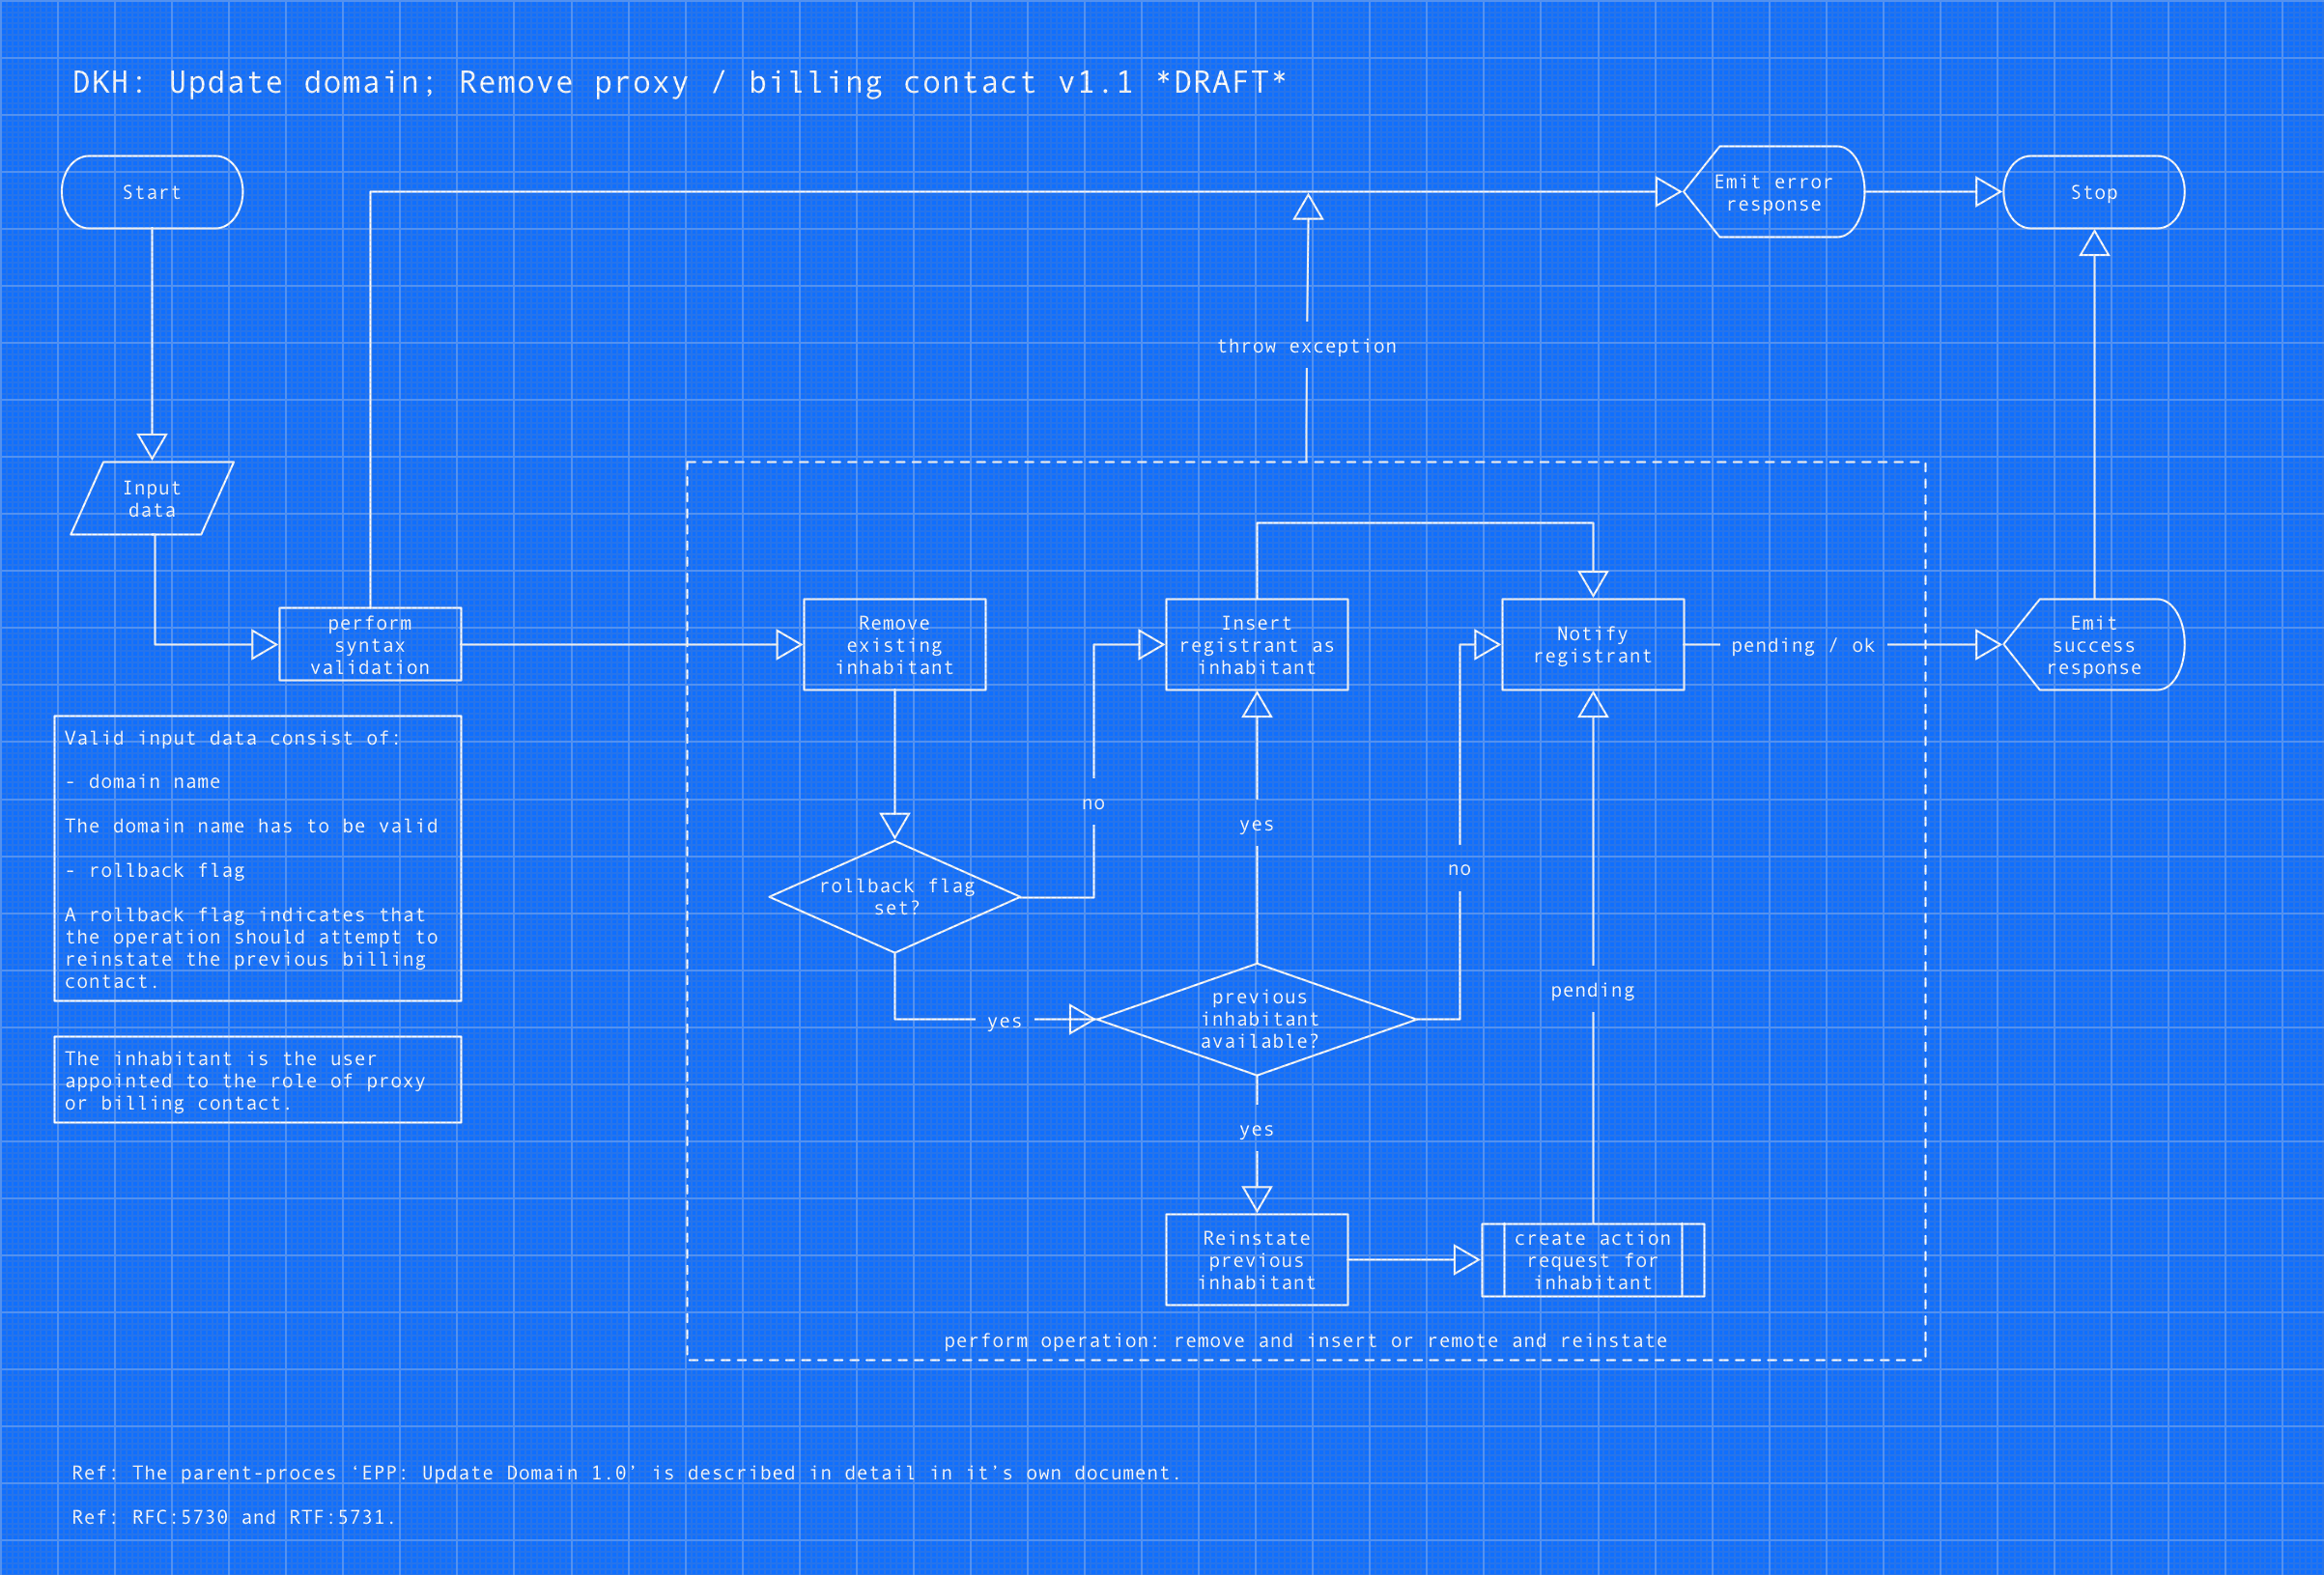 DKH: Update domain; Remove proxy / billing contact v1.1 *DRAFT*
Start
Emit error
response
Stop
throw exception
Input
data
perform
syntax
validation
Remove
existing
inhabitant
Insert
registrant as
inhabitant
Notify
registrant
pending / ok
Emit
success
response
Valid input data consist of:
- domain name
The domain name has to be valid
- rollback flag
A rollback flag indicates that
the operation should attempt to
reinstate the previous billing
contact.
no
yes
no
rollback flag
set?
yes
previous
inhabitant
available?
pending
yes
The inhabitant is the user
appointed to the role of proxy
or billing contact.
Reinstate
previous
inhabitant
create action
request for
inhabitant
perform operation: remove and insert or remote and reinstate
Ref: The parent-proces ‘EPP: Update Domain 1.0’ is described in detail in it’s own document.
Ref: RFC:5730 and RTF:5731.